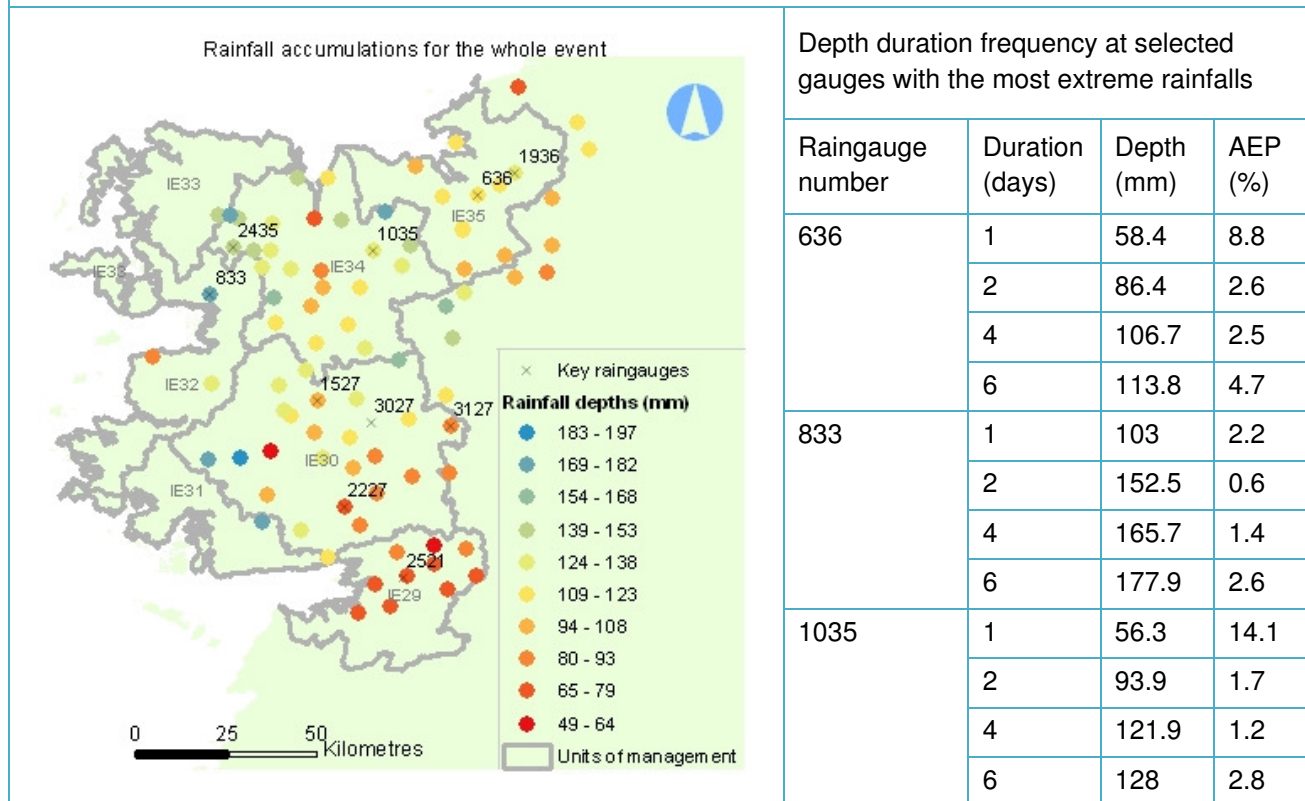 Rainfall accumulations for the whole event
1936
636
IE33
IE35
2435
1035
IE34
IE33
833
IE32
1527
3027
3127
IE30
IE31
2227
2521
IE29
Key raingauges
Rainfall depths (mm)
183 - 197
169 - 182
154 - 168
139 - 153
124 - 138
109 - 123
94 - 108
80 - 93
65 - 79
49 - 64
Units of management
0 25 50
Kilometres
Depth duration frequency at selected
gauges with the most extreme rainfalls
Raingauge Duration Depth AEP
number (days) (mm) (%)
636 1 58.4 8.8
2 86.4 2.6
4 106.7 2.5
6 113.8 4.7
833 1 103 2.2
2 152.5 0.6
4 165.7 1.4
6 177.9 2.6
1035 1 56.3 14.1
2 93.9 1.7
4 121.9 1.2
6 128 2.8